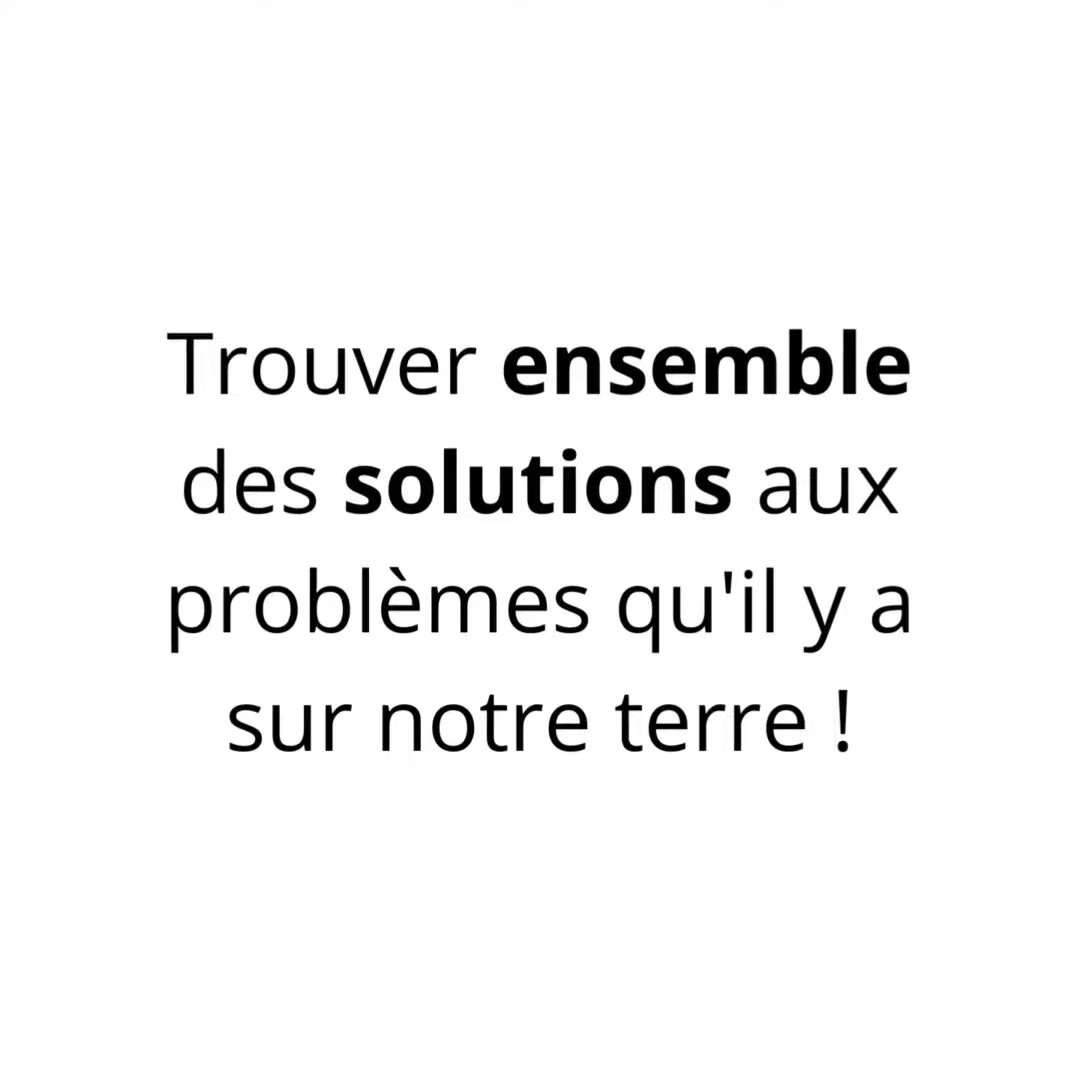 Trouver ensemble
des solutions aux
problèmes qu'il y a
sur notre terre !